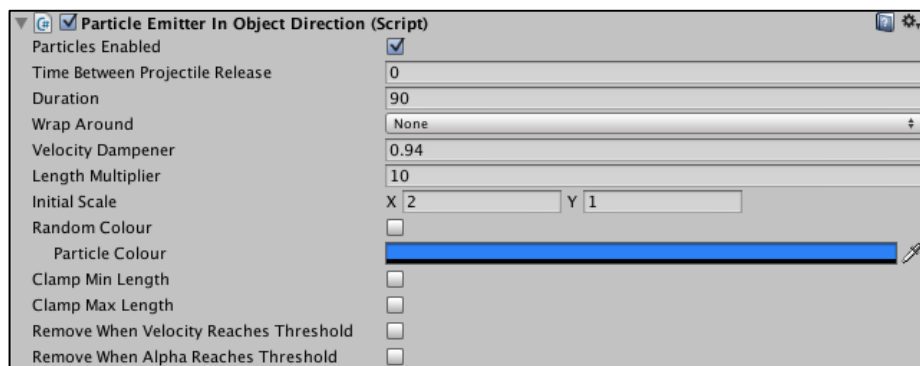 Particle Emitter In Object Direction (Script)
Particles Enabled
Time Between Projectile Release 0
Duration 90
Wrap Around None
Velocity Dampener 0.94
Length Multiplier 10
Initial Scale X 2 Y 1
Random Colour
Particle Colour
Clamp Min Length
Clamp Max Length
Remove When Velocity Reaches Threshold
Remove When Alpha Reaches Threshold